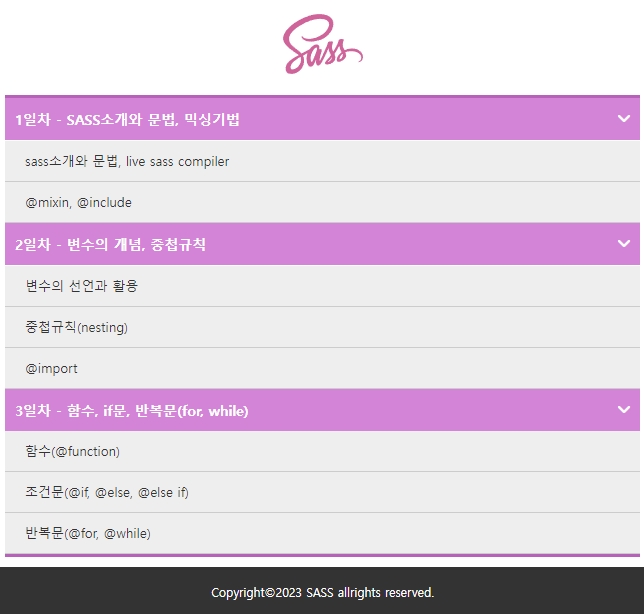 Sass
1일차 - SASS소개와 문법, 믹싱기법
sass소개와 문법, live sass compiler
@mixin, @include
2일차 - 변수의 개념, 중첩규칙
변수의 선언과 활용
중첩규칙(nesting)
@import
3일차 - 함수, if문, 반복문(for, while)
함수(@function)
조건문(@if, @else, @else if)
반복문(@for, @while)
Copyright©2023 SASS allrights reserved.